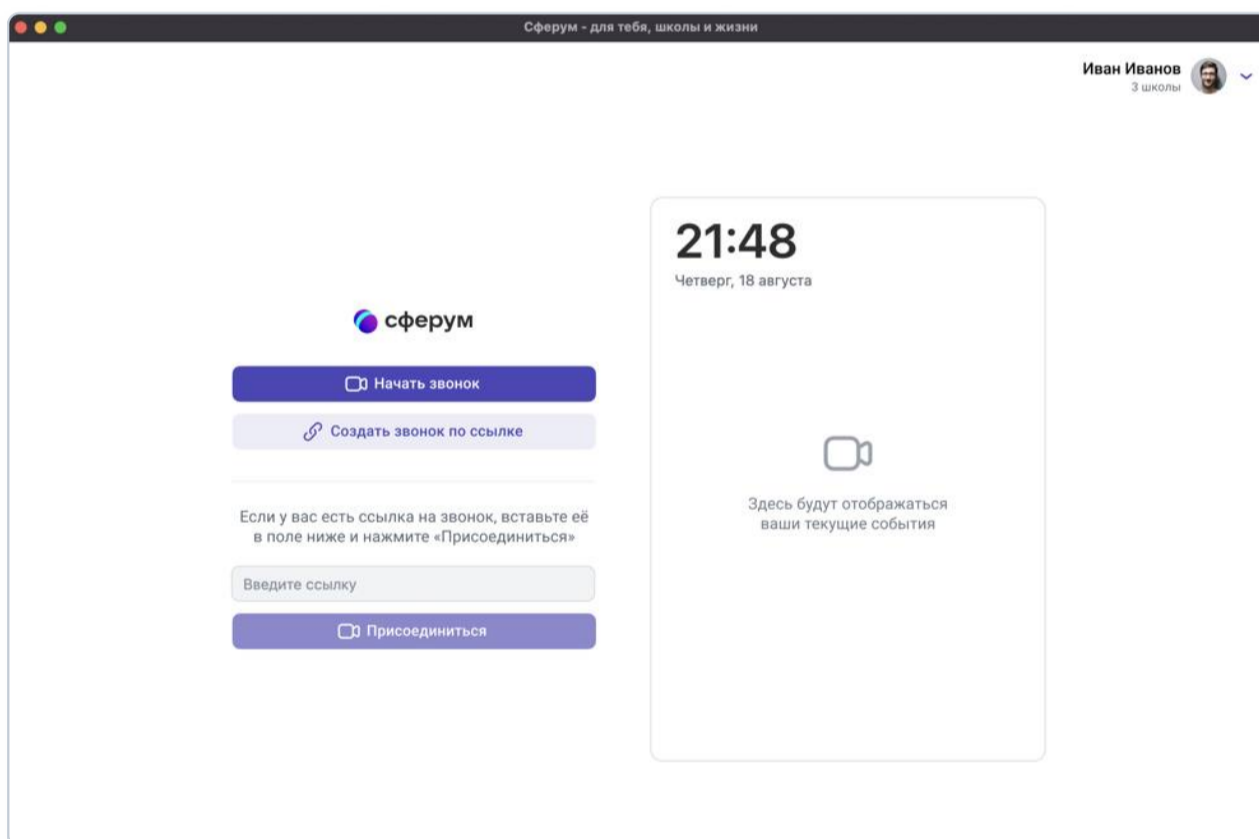 Сферум - для тебя, школы и жизни
Иван Иванов
3 школы
сферум
Начать звонок
Создать звонок по ссылке
Если у вас есть ссылка на звонок, вставьте её
в поле ниже и нажмите «Присоединиться»
Введите ссылку
Присоединиться
21:48
Четверг, 18 августа
Здесь будут отображаться
ваши текущие события